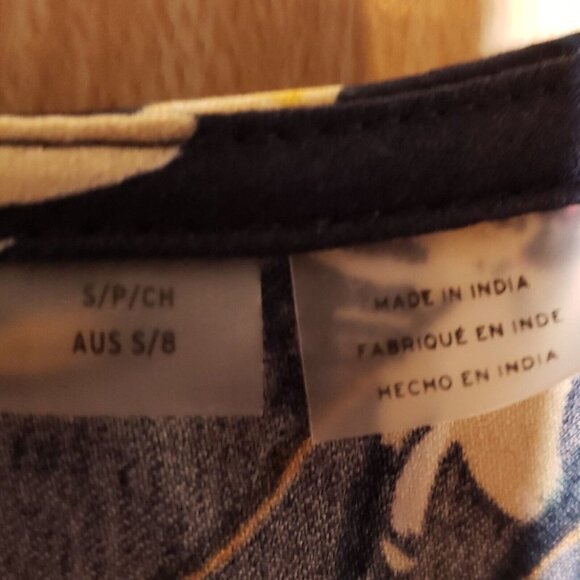 S/P/CH
AUS S/8
MADE IN INDIA
FABRIQUÉ EN INDE
HECHO EN INDIA